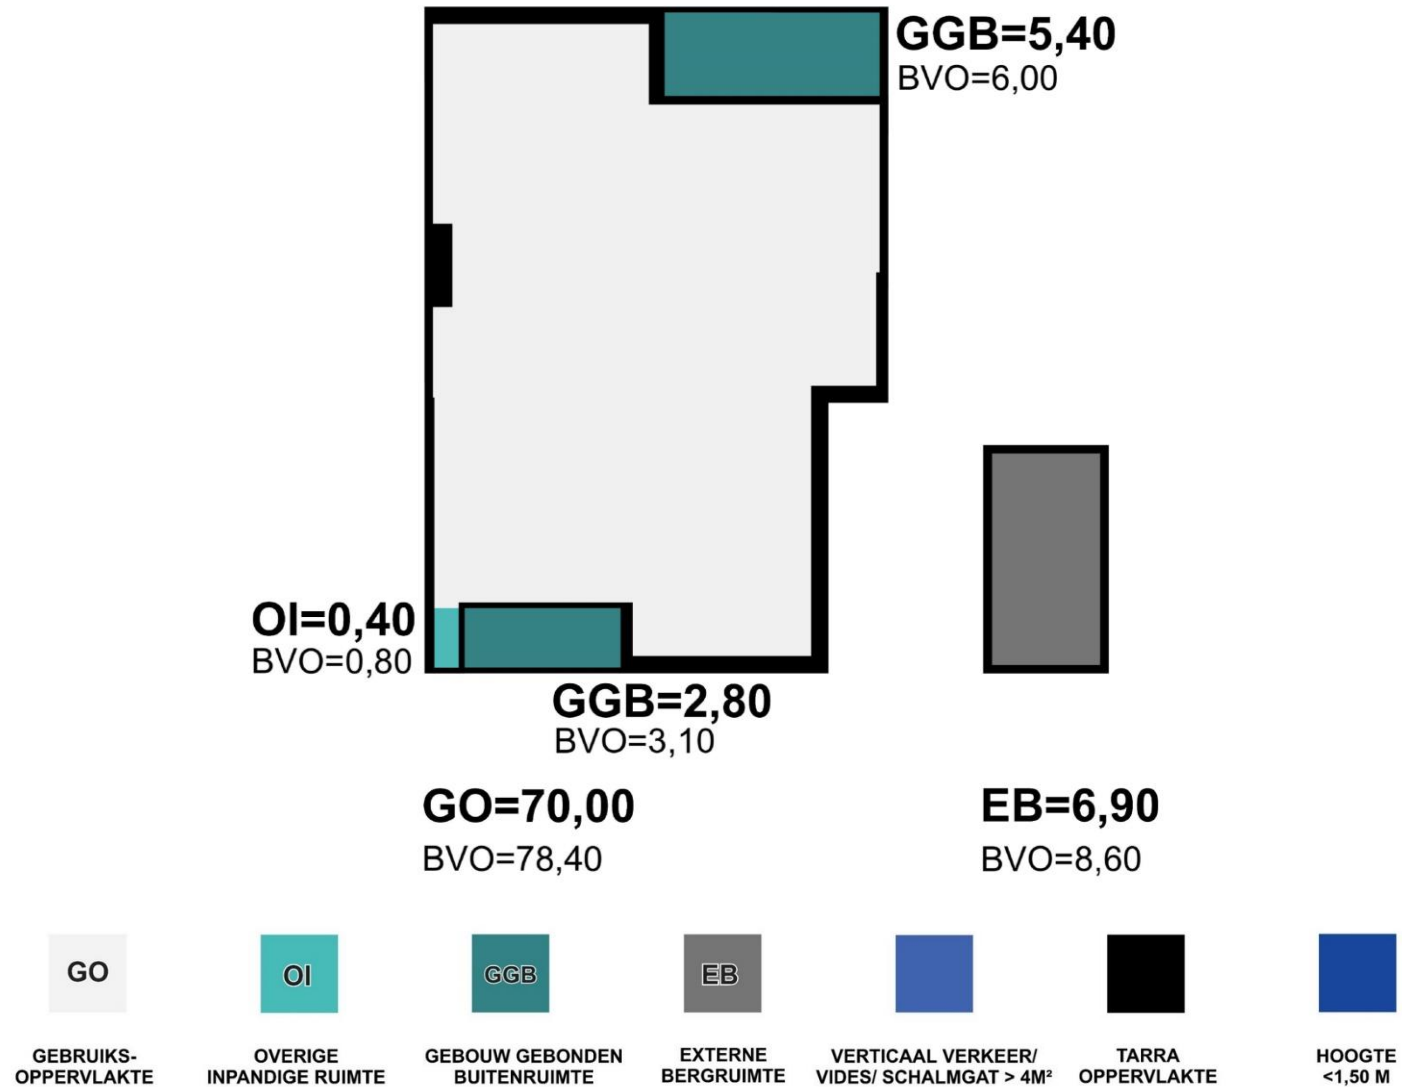 GGB=5,40
BVO=6,00
OI=0,40
BVO=0,80
GGB=2,80
BVO=3,10
GO=70,00
BVO=78,40
EB=6,90
BVO=8,60
GO
OI
GGB
EB
GEBRUIKS-
OPPERVLAKTE
OVERIGE
INPANDIGE RUIMTE
GEBOUW GEBONDEN
BUITENRUIMTE
EXTERNE
BERGRUIMTE
VERTICAAL VERKEER/
VIDES/ SCHALMGAT > 4M²
TARRA
OPPERVLAKTE
HOOGTE
<1,50 M